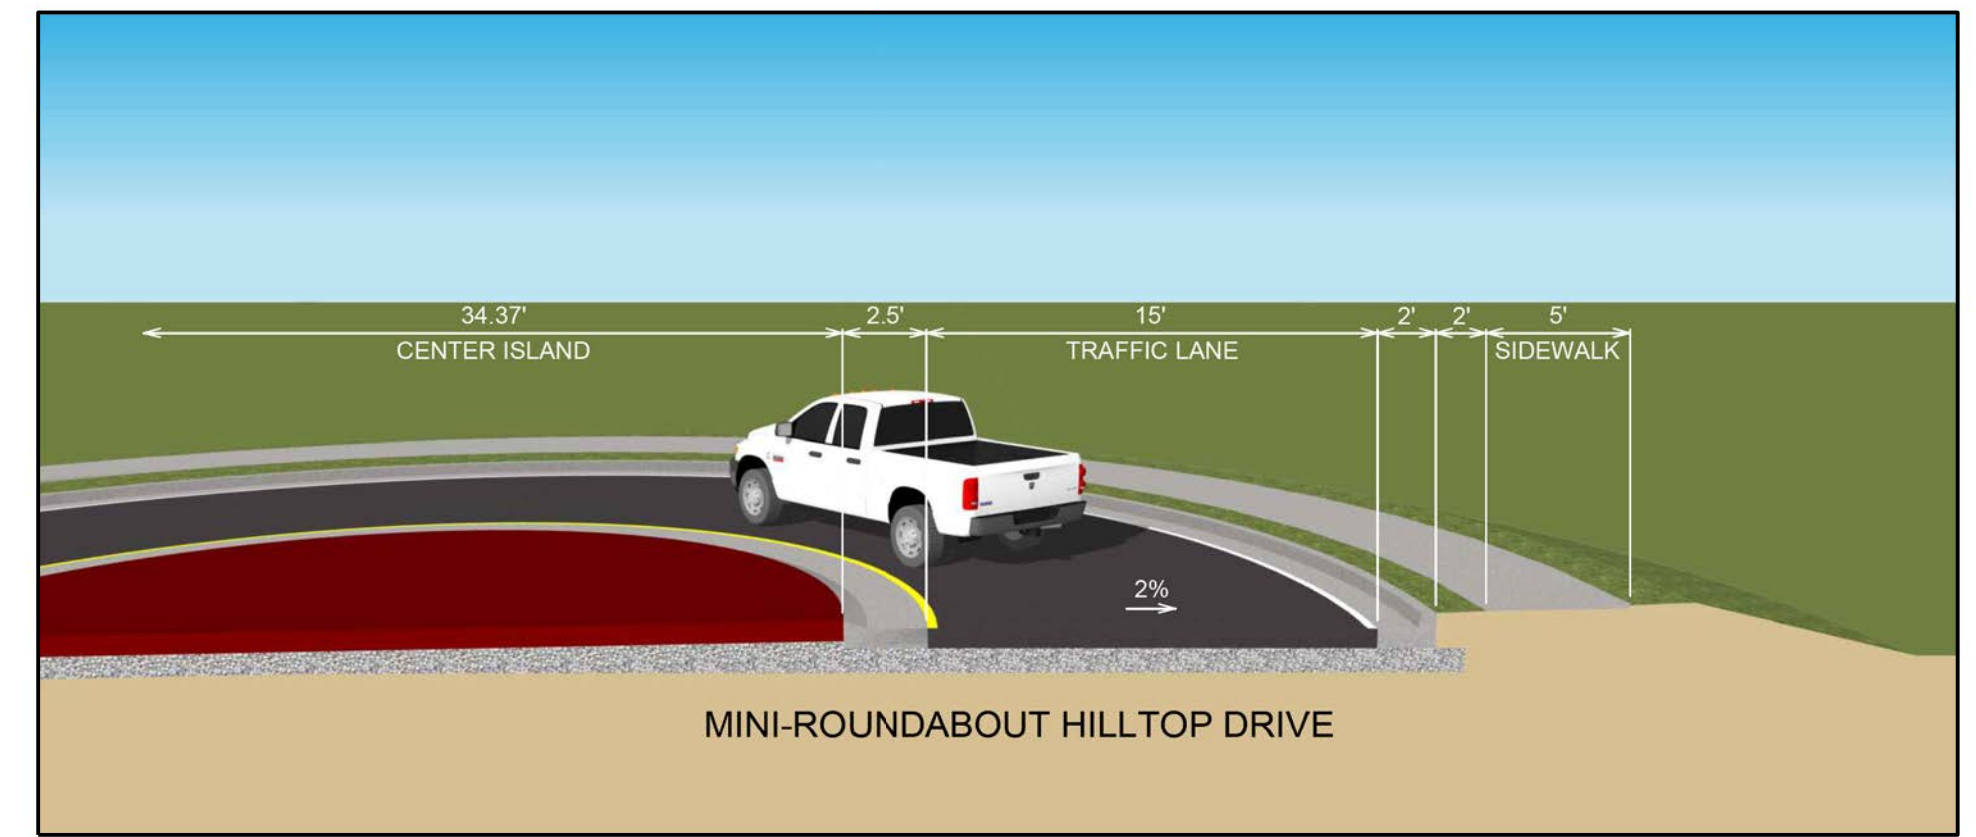 34.37' 2.5' 15' 2' 2' 5'
CENTER ISLAND TRAFFIC LANE SIDEWALK
2%
MINI-ROUNDABOUT HILLTOP DRIVE